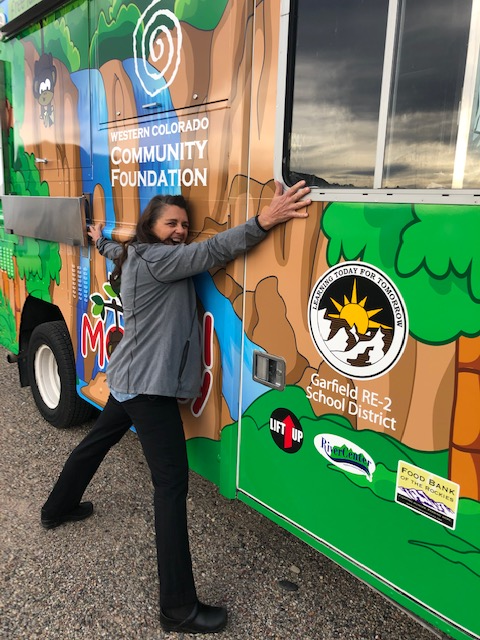 WESTERN COLORADO
COMMUNITY
FOUNDATION
LEARNING TODAY FOR TOMORROW
Garfield RE-2
School District
LIFT UP
RIVERCENTER
FOOD BANK
OF THE ROCKIES